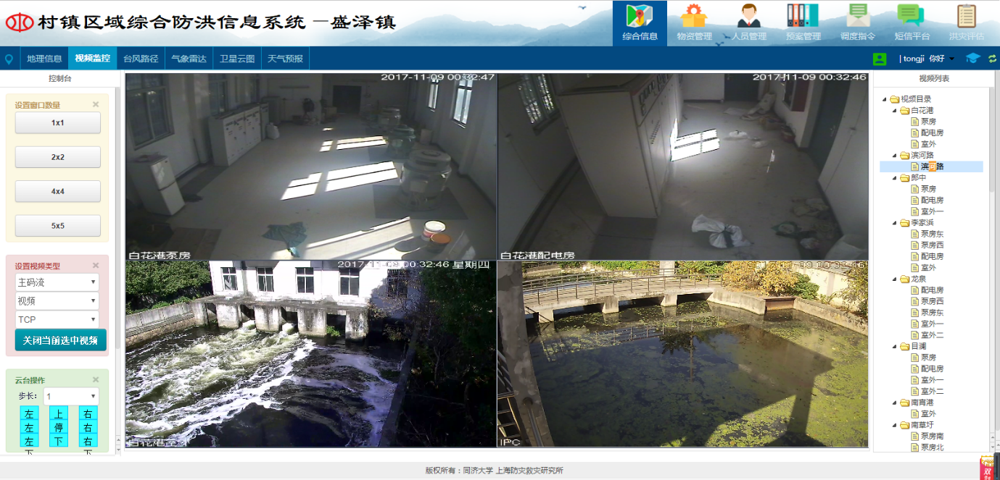 村镇区域综合防洪信息系统 —盛泽镇
综合信息
物资管理
人员管理
预案管理
调度指令
短信平台
洪灾评估
地理信息
视频监控
台风路径
气象雷达
卫星云图
天气预报
| tongji 你好
控制台
设置窗口数量
1x1
2x2
4x4
5x5
设置视频类型
主码流
视频
TCP
关闭当前选中视频
云台操作
步长： 1
左 上 右
左 停 右
左 下 右
下 下
2017-11-09 00:32:47
白花港泵房
2017-11-09 00:32:46
白花港配电房
2017-11-09 00:32:46 星期四
白花港室外
2017-11-09 00:32:46
IPC
视频列表
视频目录
白花港
泵房
配电房
室外
滨河路
滨河路
郎中
泵房
配电房
室外一
李家浜
泵房东
泵房西
配电房
室外
龙泉
配电房
泵房西
泵房东
室外一
室外二
目澜
泵房
配电房
室外一
室外二
南宵港
室外
南草圩
泵房南
泵房北
版权所有：同济大学 上海防灾救灾研究所
双